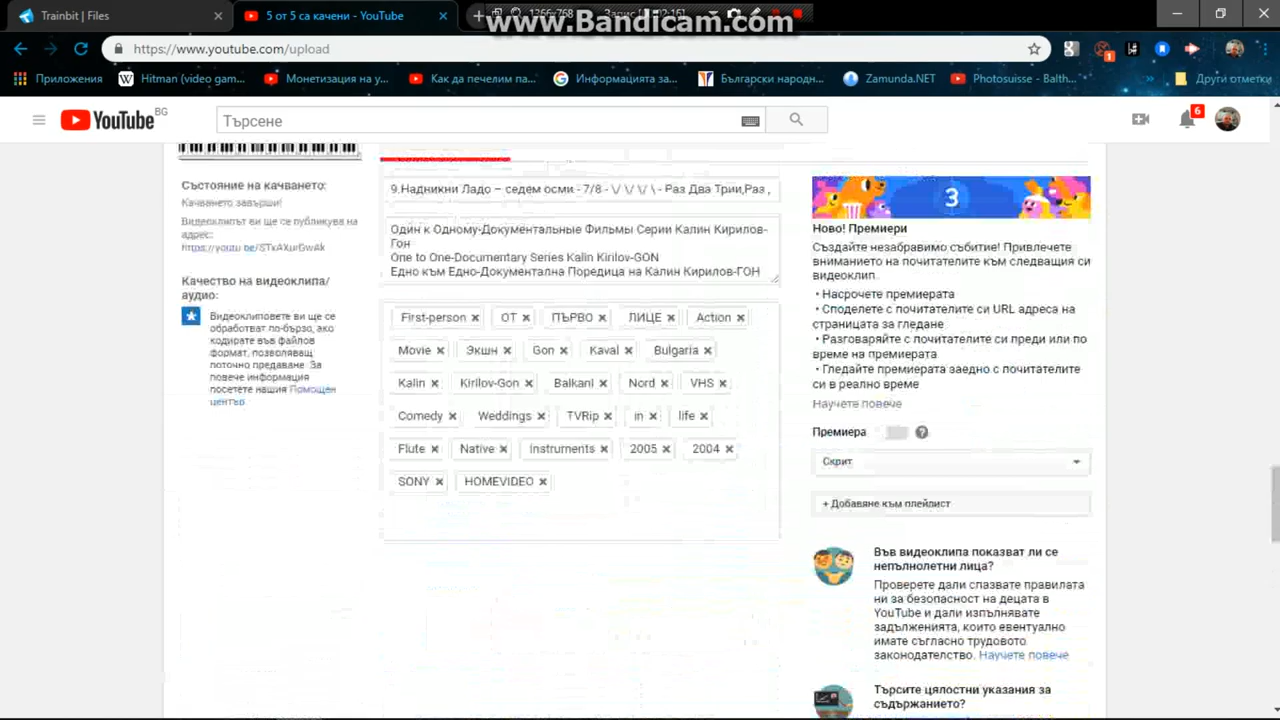 Trainbit | Files
5 от 5 са качени - YouTube
1366x768
www.Bandicam.com
https://www.youtube.com/upload
1
Приложения
Hitman (video gam...
Монетизация на у...
Как да печелим па...
Информацията за...
Български народн...
Zamunda.NET
Photosuisse - Balth...
Други отметки
YouTube BG
Търсене
6
Състояние на качването:
Качването завърши!
Видеоклипът ви ще се публикува на
адрес:
https://youtu.be/STxAXurGwAk
Качество на видеоклипа/
аудио:
Видеоклиповете ви ще се
обработват по-бързо, ако
кодирате във файлов
формат, позволяващ
поточно предаване. За
повече информация
посетете нашия Помощен
център.
9.Надникни Ладо – седем осми - 7/8 - \/ \/ \/ \ - Раз Два Трии,Раз ,
Один к Одному-Документальные Фильмы Серии Калин Кирилов-
Гон
One to One-Documentary Series Kalin Kirilov-GON
Едно към Едно-Документална Поредица на Калин Кирилов-ГОН
First-person ОТ ПЪРВО ЛИЦЕ Action
Movie Екшн Gon Kaval Bulgaria
Kalin Kirilov-Gon Balkanl Nord VHS
Comedy Weddings TVRip in life
Flute Native Instruments 2005 2004
SONY HOMEVIDEO
3
Ново! Премиери
Създайте незабравимо събитие! Привлечете
вниманието на почитателите към следващия си
видеоклип.
• Насрочете премиерата
• Споделете с почитателите си URL адреса на
страницата за гледане
• Разговаряйте с почитателите си преди или по
време на премиерата
• Гледайте премиерата заедно с почитателите
си в реално време
Научете повече
Премиера
Скрит
+ Добавяне към плейлист
Във видеоклипа показват ли се
непълнолетни лица?
Проверете дали спазвате правилата
ни за безопасност на децата в
YouTube и дали изпълнявате
задълженията, които евентуално
имате съгласно трудовото
законодателство. Научете повече
Търсите цялостни указания за
съдържанието?